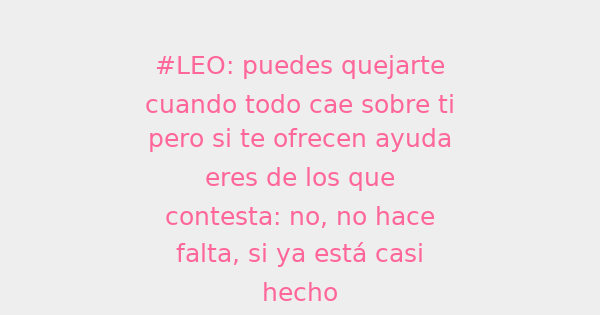 #LEO: puedes quejarte
cuando todo cae sobre ti
pero si te ofrecen ayuda
eres de los que
contesta: no, no hace
falta, si ya está casi
hecho